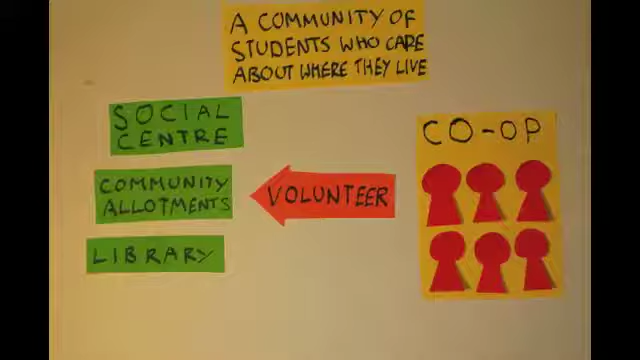 A COMMUNITY OF
STUDENTS WHO CARE
ABOUT WHERE THEY LIVE
SOCIAL
CENTRE
COMMUNITY
ALLOTMENTS
LIBRARY
VOLUNTEER
CO-OP